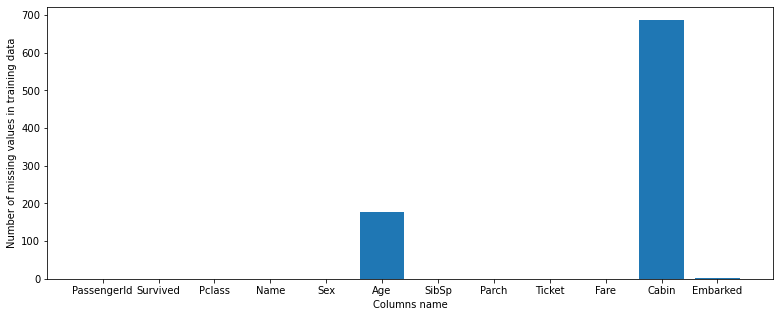 Number of missing values in training data
700
600
500
400
300
200
100
0
PassengerId Survived Pclass Name Sex Age SibSp Parch Ticket Fare Cabin Embarked
Columns name